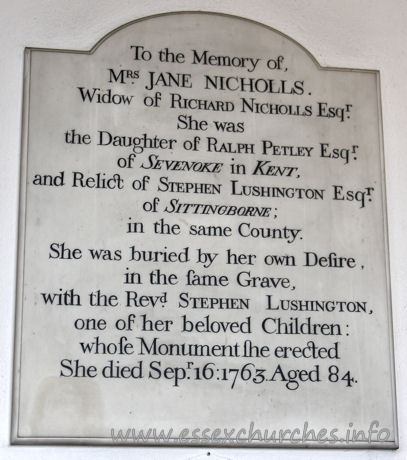 To the Memory of,
Mrs JANE NICHOLLS.
Widow of RICHARD NICHOLLS Esqr.
She was
the Daughter of RALPH PETLEY Esqr.
of SEVENOKE in KENT,
and Relict of STEPHEN LUSHINGTON Esqr.
of SITTINGBORNE;
in the same County.
She was buried by her own Deſire,
in the ſame Grave,
with the Revd STEPHEN LUSHINGTON,
one of her beloved Children:
whoſe Monument ſhe erected
She died Sepr. 16: 1763. Aged 84.
www.essexchurches.info